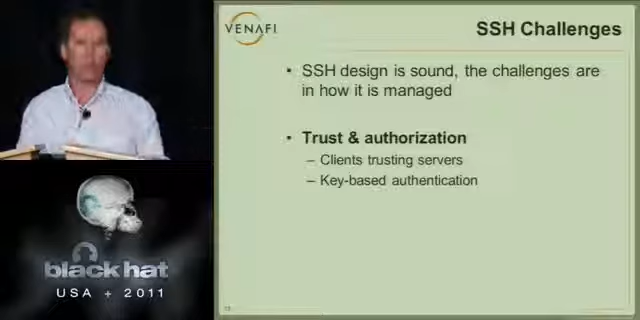 VENAFI
SSH Challenges
• SSH design is sound, the challenges are
in how it is managed
• Trust & authorization
– Clients trusting servers
– Key-based authentication
black hat
USA + 2011